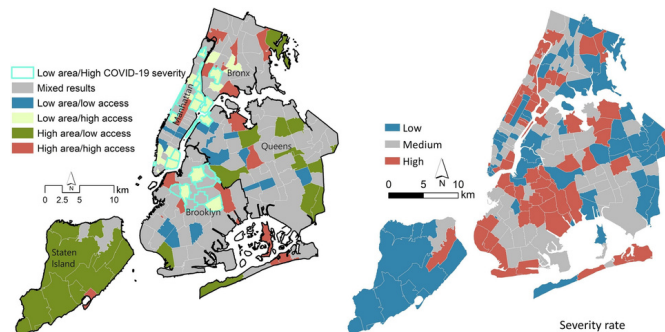 Low area/High COVID-19 severity
Mixed results
Low area/low access
Low area/high access
High area/low access
High area/high access
N
0 2.5 5 10
km
Manhattan
Bronx
Queens
Brooklyn
Staten
Island
Low
Medium
High
N
0 5 10
km
Severity rate